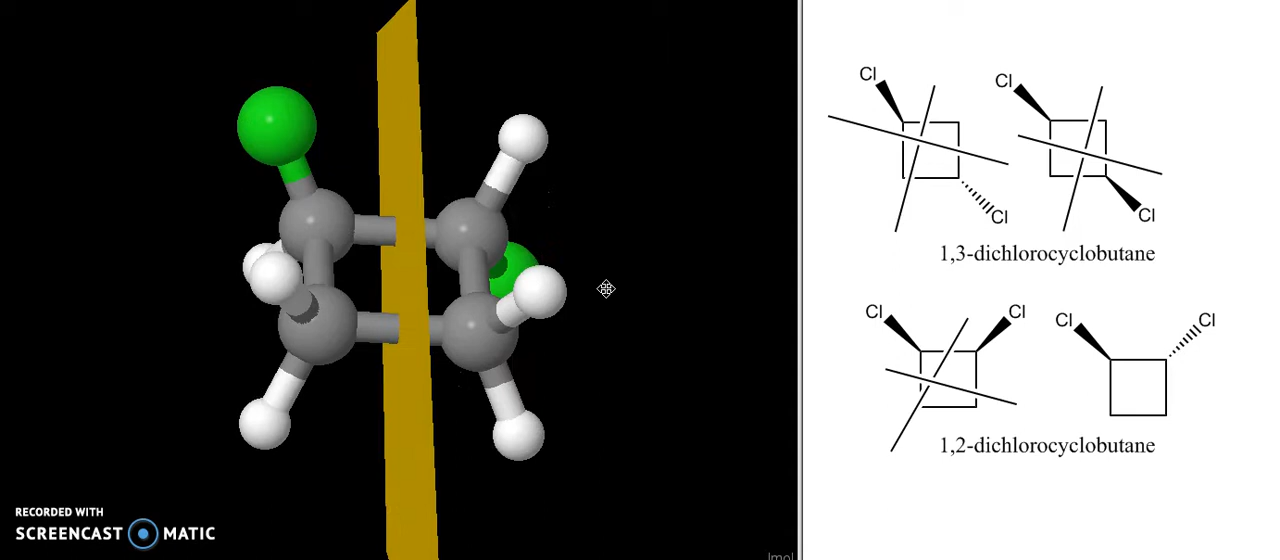 Cl
Cl
Cl
Cl
1,3-dichlorocyclobutane
Cl
Cl
Cl
Cl
1,2-dichlorocyclobutane
RECORDED WITH
SCREENCAST MATIC
Jmol